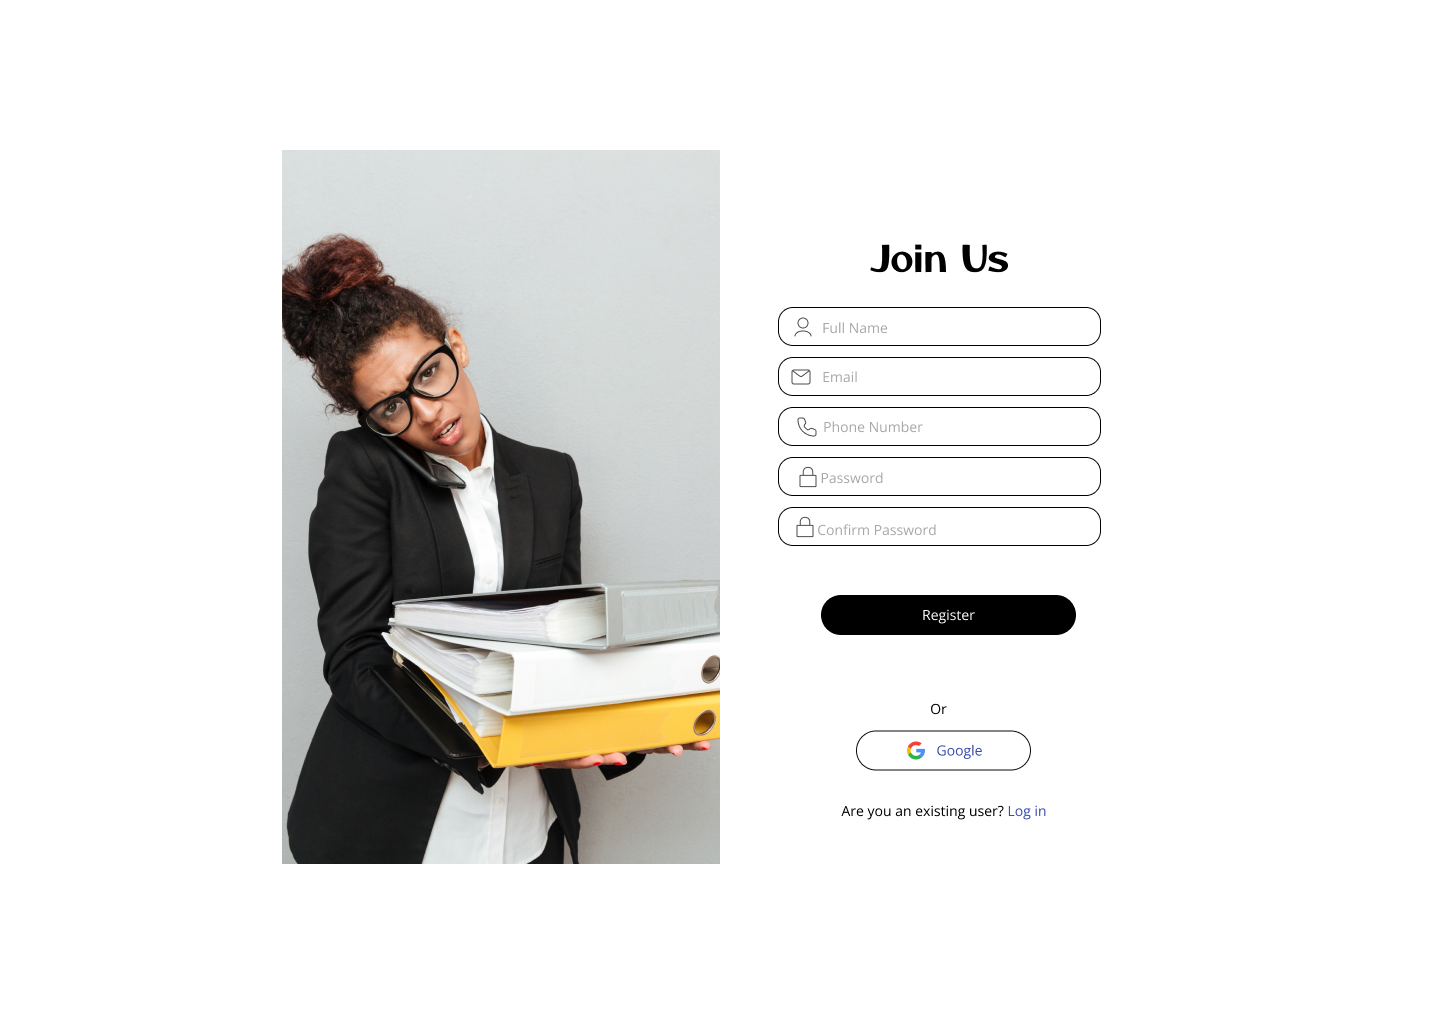 Join Us
Full Name
Email
Phone Number
Password
Confirm Password
Register
Or
Google
Are you an existing user? Log in